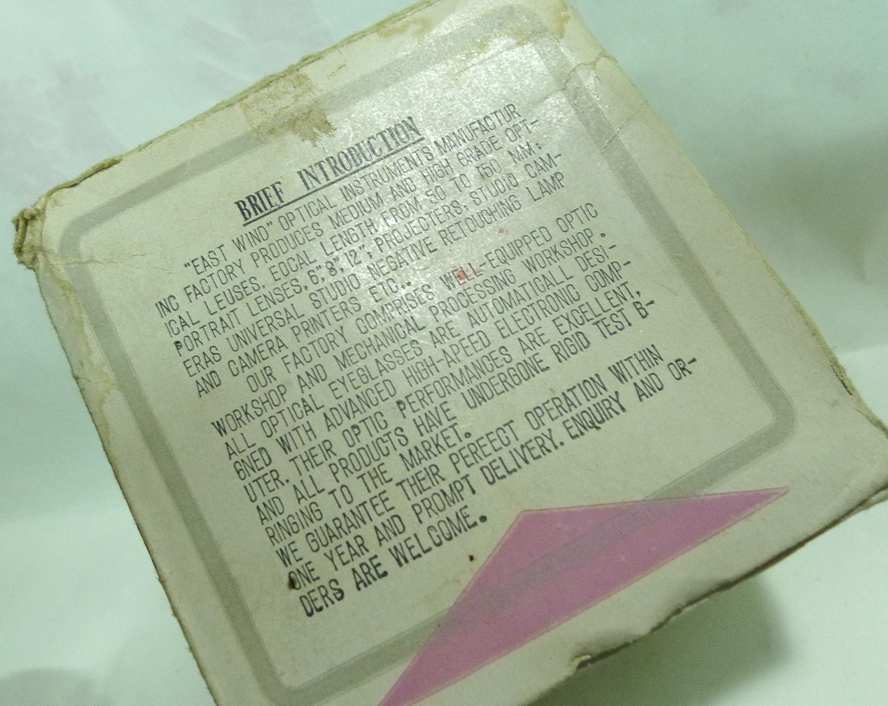 BRIEF INTRODUCTION
"EAST WIND" OPTICAL INSTRUMENTS MANUFACTUR
INC FACTORY PRODUCES MEDIUM AND HIGH GRADE OPT-
ICAL LEUSES, EOCAL LENGTH FROM 50 TO 150 MM;
PORTRAIT LENSES, 6", 8", 12"; PROJECTERS, STUDIO CAM-
ERAS UNIVERSAL STUDIO NEGATIVE RETOUCHING LAMP
AND CAMERA PRINTERS ETC..
OUR FACTORY COMPRISES WELL-EQUIPPED OPTIC
WORKSHOP AND MECHANICAL PROCESSING WORKSHOP.
ALL OPTICAL EYEGLASSES ARE AUTOMATICALL DESI-
GNED WITH ADVANCED HIGH-APEED ELECTRONIC COMP-
UTER, THEIR OPTIC PERFORMANCES ARE EXCELLENT,
AND ALL PRODUCTS HAVE UNDERGONE RIGID TEST B-
RINGING TO THE MARKET.
WE GUARANTEE THEIR PEREECT OPERATION WITHIN
ONE YEAR AND PROMPT DELIVERY. ENQUIRY AND OR-
DERS ARE WELCOME.